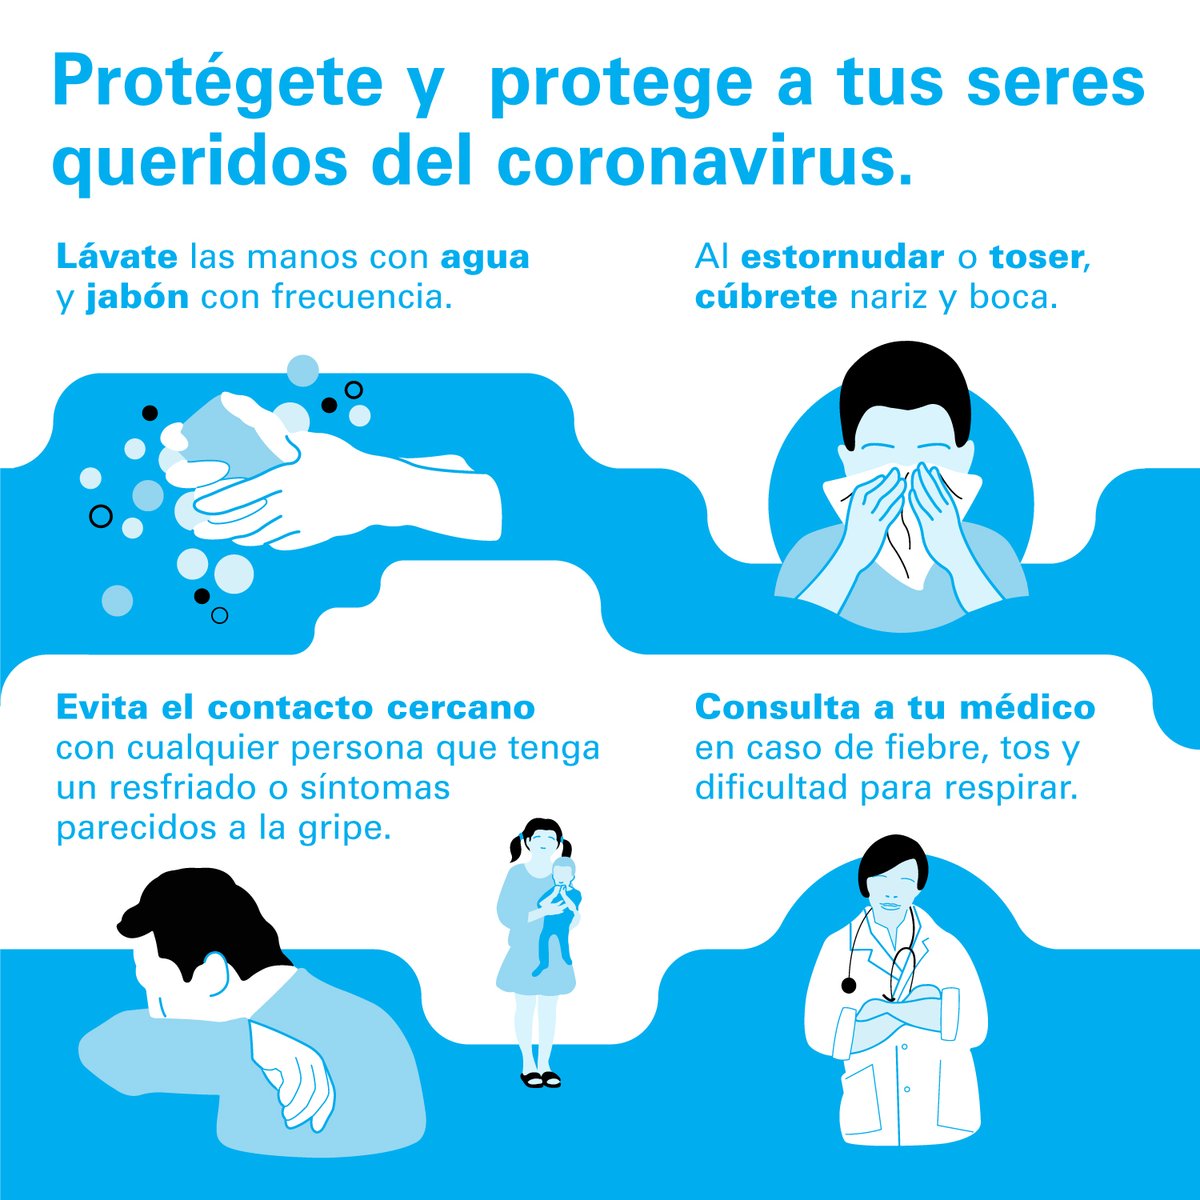 Protégete y protege a tus seres
queridos del coronavirus.
Lávate las manos con agua
y jabón con frecuencia.
Al estornudar o toser,
cúbrete nariz y boca.
Evita el contacto cercano
con cualquier persona que tenga
un resfriado o síntomas
parecidos a la gripe.
Consulta a tu médico
en caso de fiebre, tos y
dificultad para respirar.